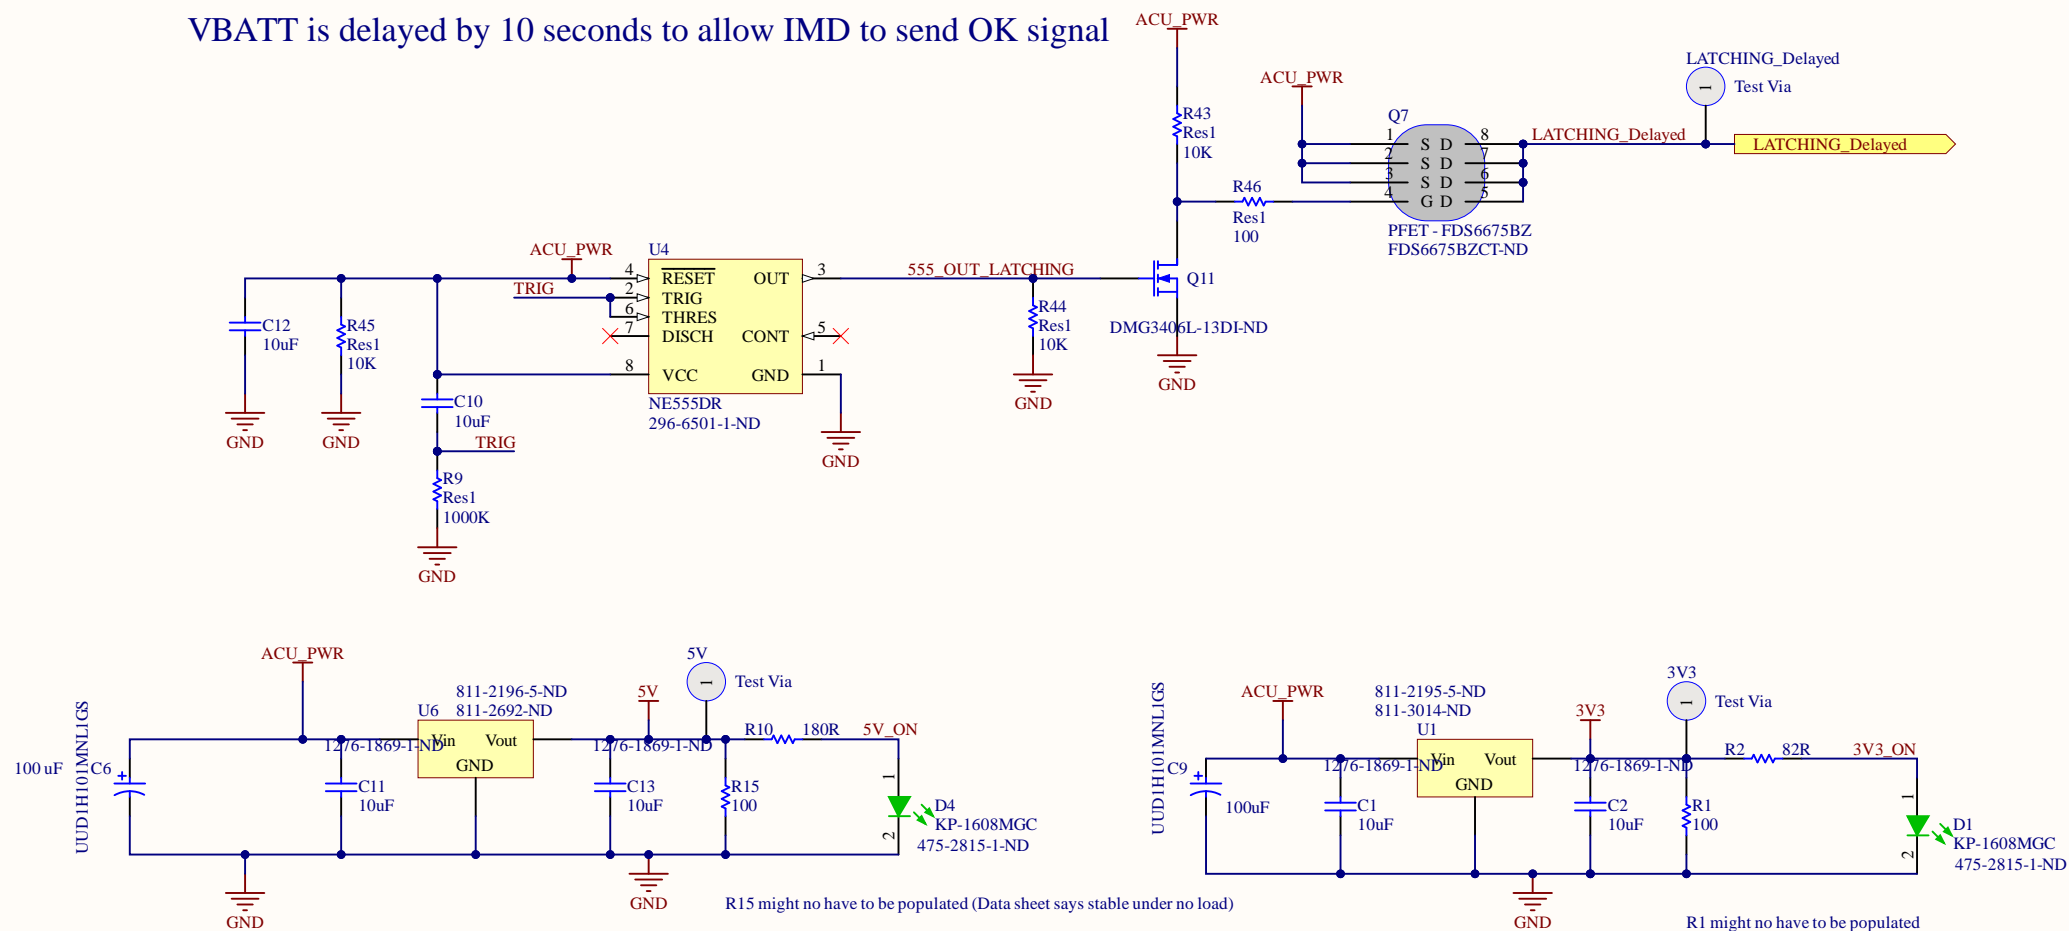 VBATT is delayed by 10 seconds to allow IMD to send OK signal
ACU_PWR
R43
Res1
10K
ACU_PWR
Q7
1 S D 8
2 S D 7
3 S D 6
4 G D 5
PFET - FDS6675BZ
FDS6675BZCT-ND
R46
Res1
100
LATCHING_Delayed
LATCHING_Delayed
1
Test Via
LATCHING_Delayed
ACU_PWR
U4
4 RESET OUT 3
TRIG
2 TRIG
6 THRES
7 DISCH CONT 5
8 VCC GND 1
NE555DR
296-6501-1-ND
GND
555_OUT_LATCHING
R44
Res1
10K
GND
Q11
DMG3406L-13DI-ND
GND
C12
10uF
GND
R45
Res1
10K
GND
C10
10uF
TRIG
R9
Res1
1000K
GND
ACU_PWR
UUD1H101MNL1GS
100 uF
C6
+
1276-1869-1-ND
C11
10uF
811-2196-5-ND
811-2692-ND
U6
Vin Vout
GND
GND
5V
1276-1869-1-ND
C13
10uF
5V
1
Test Via
R15
100
R10 180R
5V_ON
1
2
D4
KP-1608MGC
475-2815-1-ND
GND
R15 might no have to be populated (Data sheet says stable under no load)
ACU_PWR
UUD1H101MNL1GS
C9
+
100uF
1276-1869-1-ND
C1
10uF
811-2195-5-ND
811-3014-ND
U1
Vin Vout
GND
3V3
1276-1869-1-ND
C2
10uF
3V3
1
Test Via
R1
100
R2 82R
3V3_ON
1
2
D1
KP-1608MGC
475-2815-1-ND
GND
R1 might no have to be populated